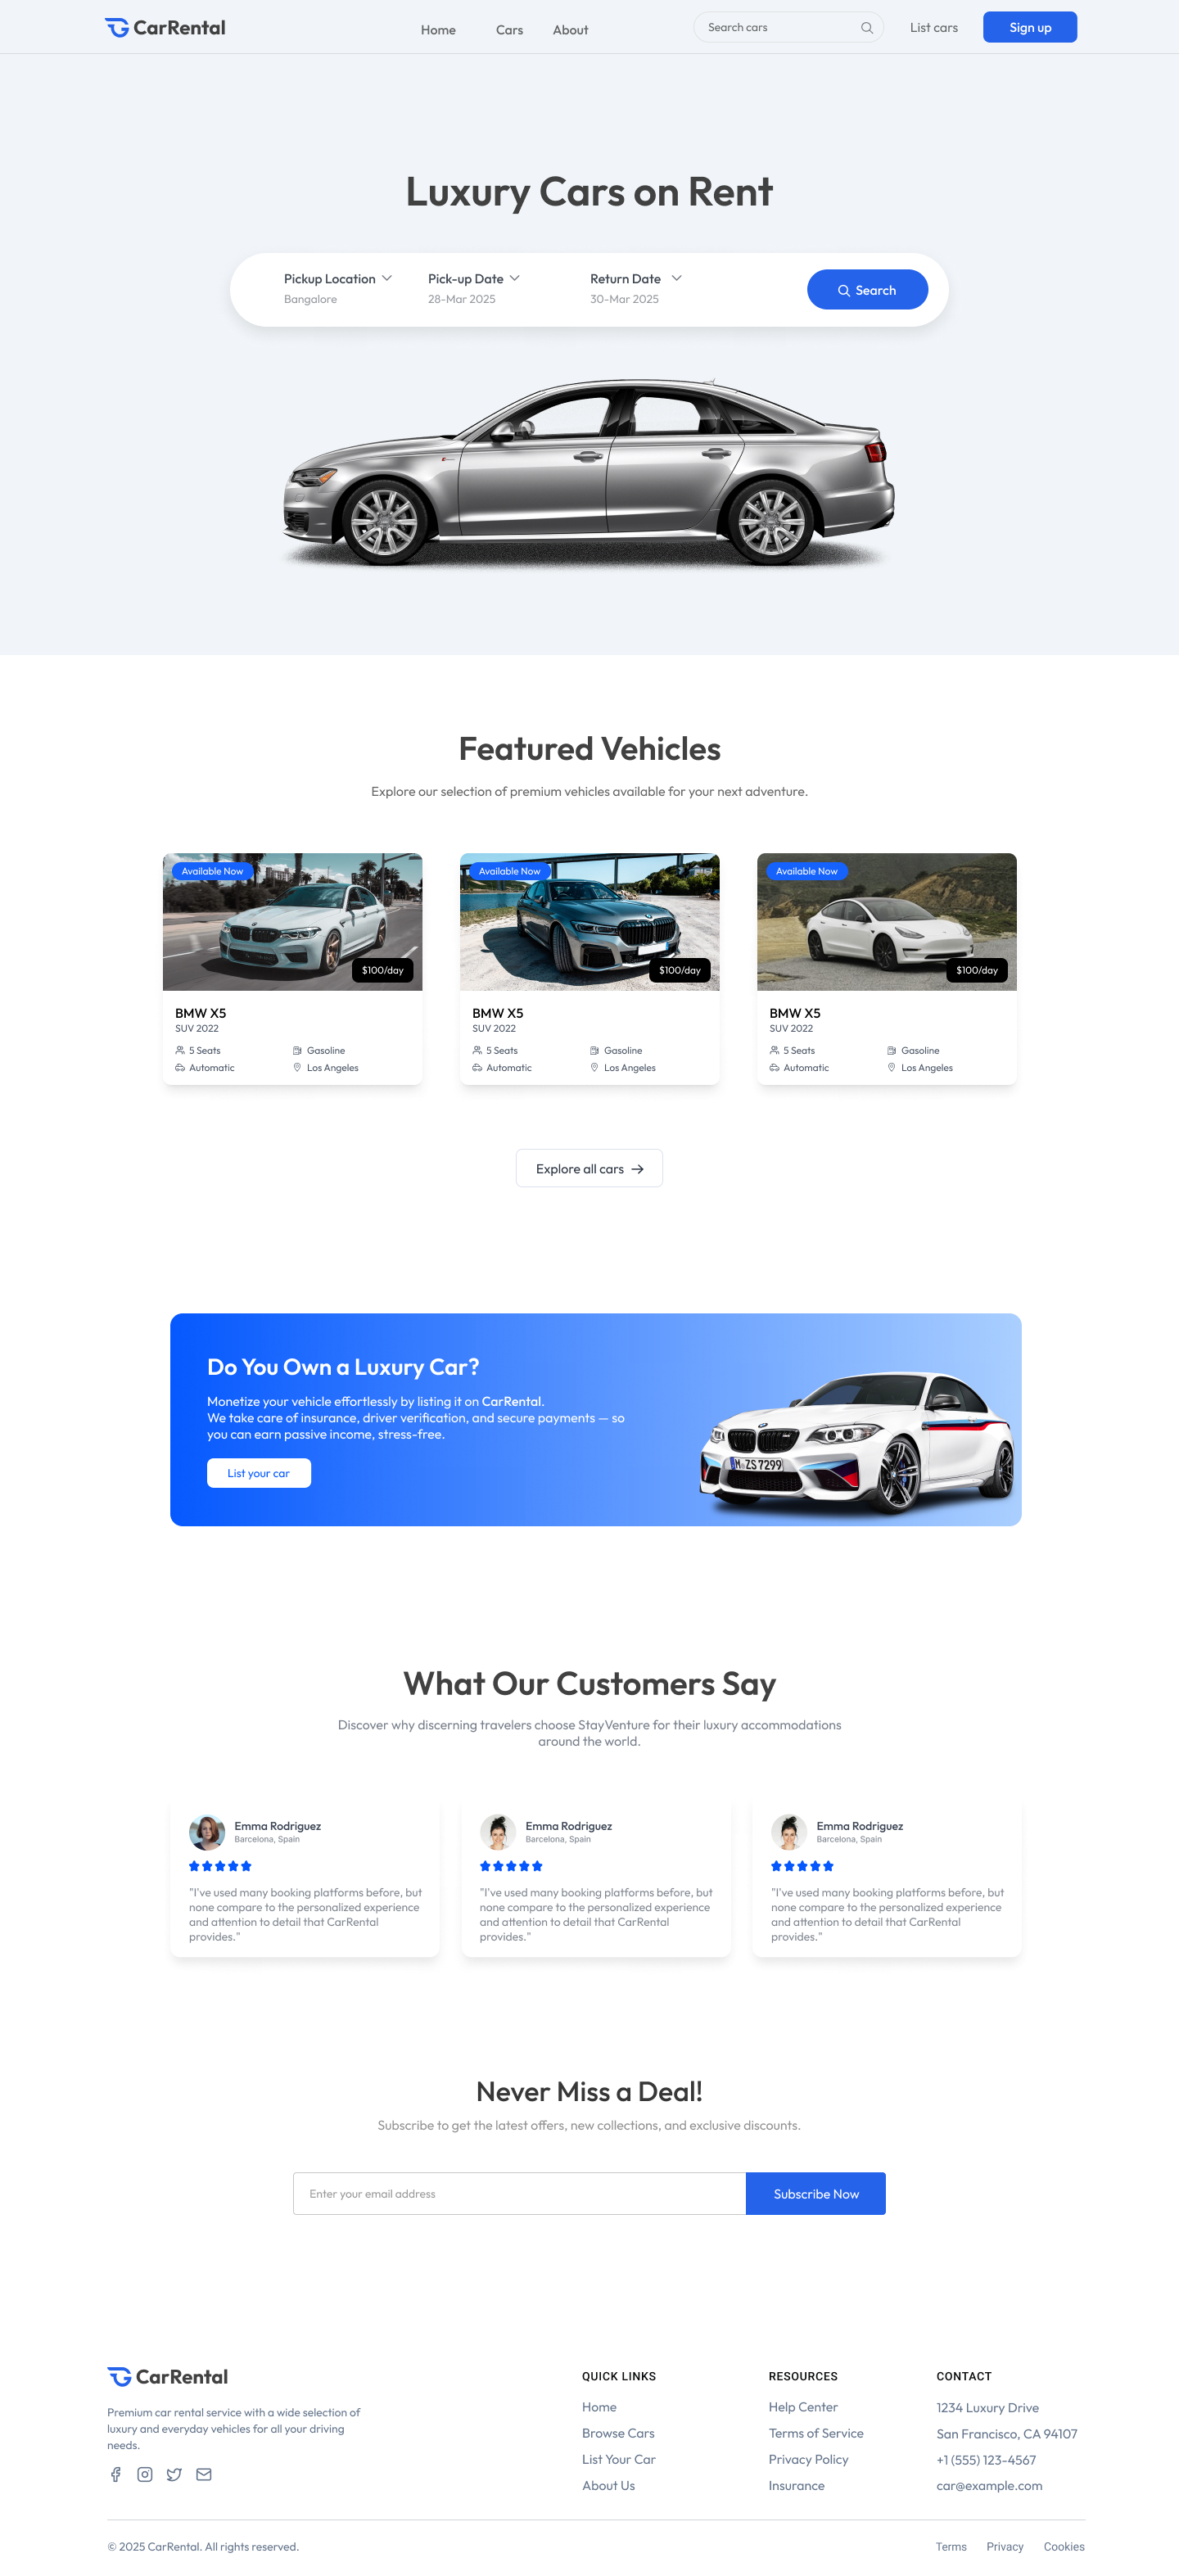 CarRental
Home
Cars
About
Search cars
List cars
Sign up
Luxury Cars on Rent
Pickup Location
Bangalore
Pick-up Date
28-Mar 2025
Return Date
30-Mar 2025
Search
Featured Vehicles
Explore our selection of premium vehicles available for your next adventure.
Available Now
$100/day
BMW X5
SUV 2022
5 Seats
Gasoline
Automatic
Los Angeles
Available Now
$100/day
BMW X5
SUV 2022
5 Seats
Gasoline
Automatic
Los Angeles
Available Now
$100/day
BMW X5
SUV 2022
5 Seats
Gasoline
Automatic
Los Angeles
Explore all cars
Do You Own a Luxury Car?
Monetize your vehicle effortlessly by listing it on CarRental.
We take care of insurance, driver verification, and secure payments — so
you can earn passive income, stress-free.
List your car
M ZS 7299
What Our Customers Say
Discover why discerning travelers choose StayVenture for their luxury accommodations
around the world.
Emma Rodriguez
Barcelona, Spain
"I've used many booking platforms before, but
none compare to the personalized experience
and attention to detail that CarRental
provides."
Emma Rodriguez
Barcelona, Spain
"I've used many booking platforms before, but
none compare to the personalized experience
and attention to detail that CarRental
provides."
Emma Rodriguez
Barcelona, Spain
"I've used many booking platforms before, but
none compare to the personalized experience
and attention to detail that CarRental
provides."
Never Miss a Deal!
Subscribe to get the latest offers, new collections, and exclusive discounts.
Enter your email address
Subscribe Now
CarRental
Premium car rental service with a wide selection of
luxury and everyday vehicles for all your driving
needs.
QUICK LINKS
Home
Browse Cars
List Your Car
About Us
RESOURCES
Help Center
Terms of Service
Privacy Policy
Insurance
CONTACT
1234 Luxury Drive
San Francisco, CA 94107
+1 (555) 123-4567
car@example.com
© 2025 CarRental. All rights reserved.
Terms
Privacy
Cookies